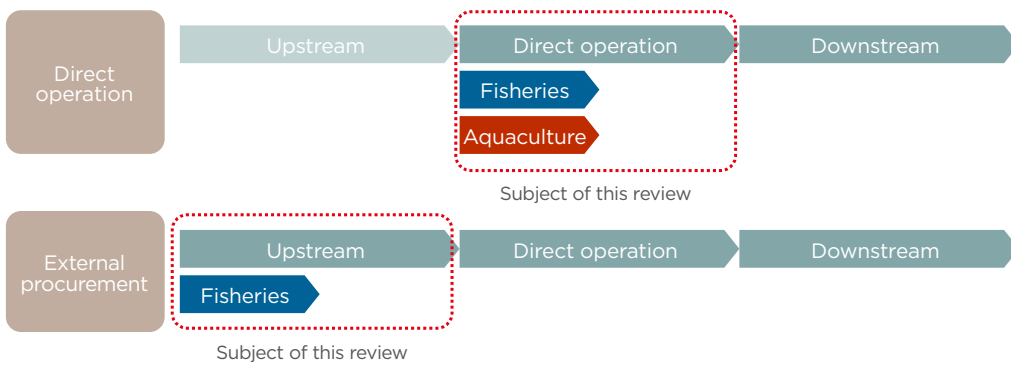 Direct
operation
Upstream
Direct operation
Downstream
Fisheries
Aquaculture
Subject of this review
External
procurement
Upstream
Direct operation
Downstream
Fisheries
Subject of this review